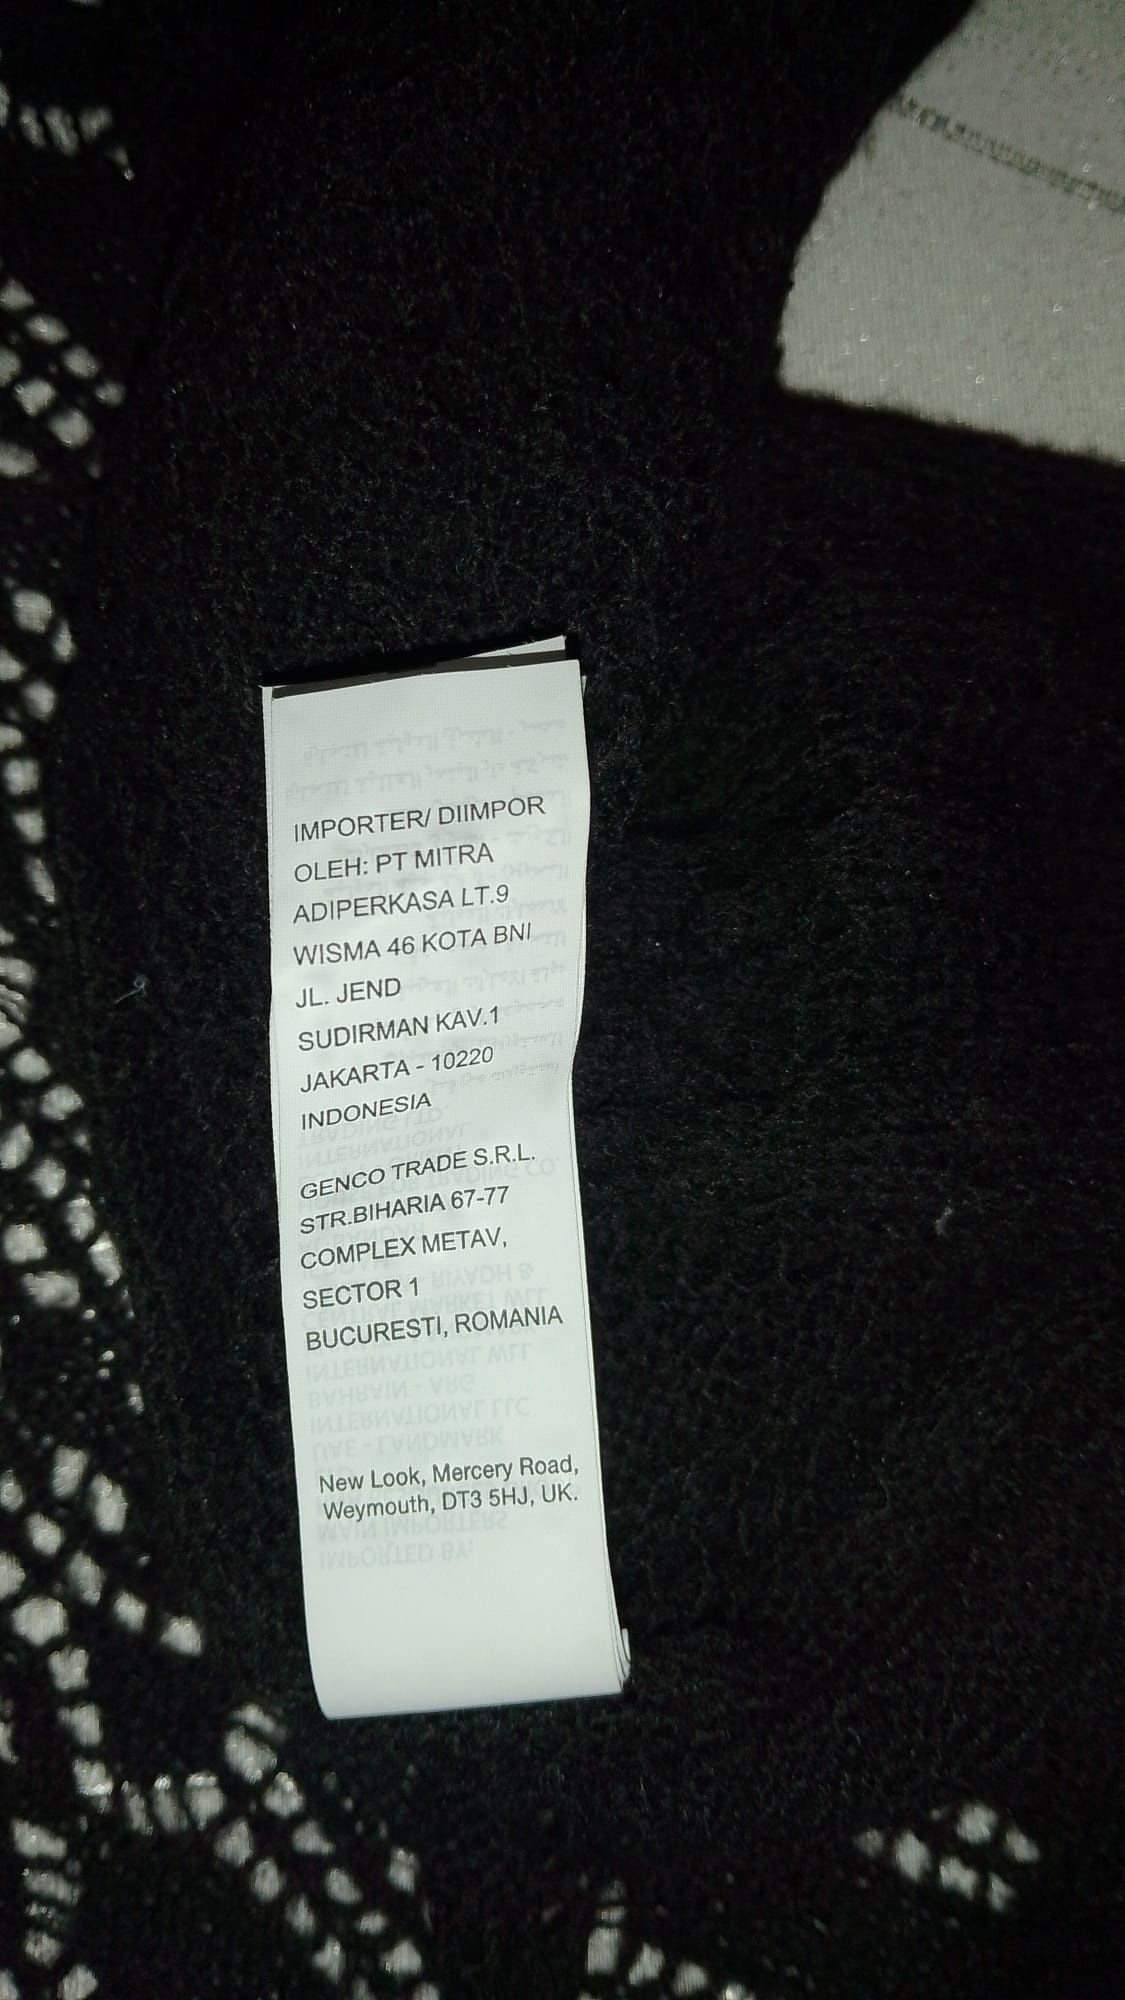 IMPORTER/ DIIMPOR
OLEH: PT MITRA
ADIPERKASA LT.9
WISMA 46 KOTA BNI
JL. JEND
SUDIRMAN KAV.1
JAKARTA - 10220
INDONESIA
GENCO TRADE S.R.L.
STR.BIHARIA 67-77
COMPLEX METAV,
SECTOR 1
BUCURESTI, ROMANIA
New Look, Mercery Road,
Weymouth, DT3 5HJ, UK.